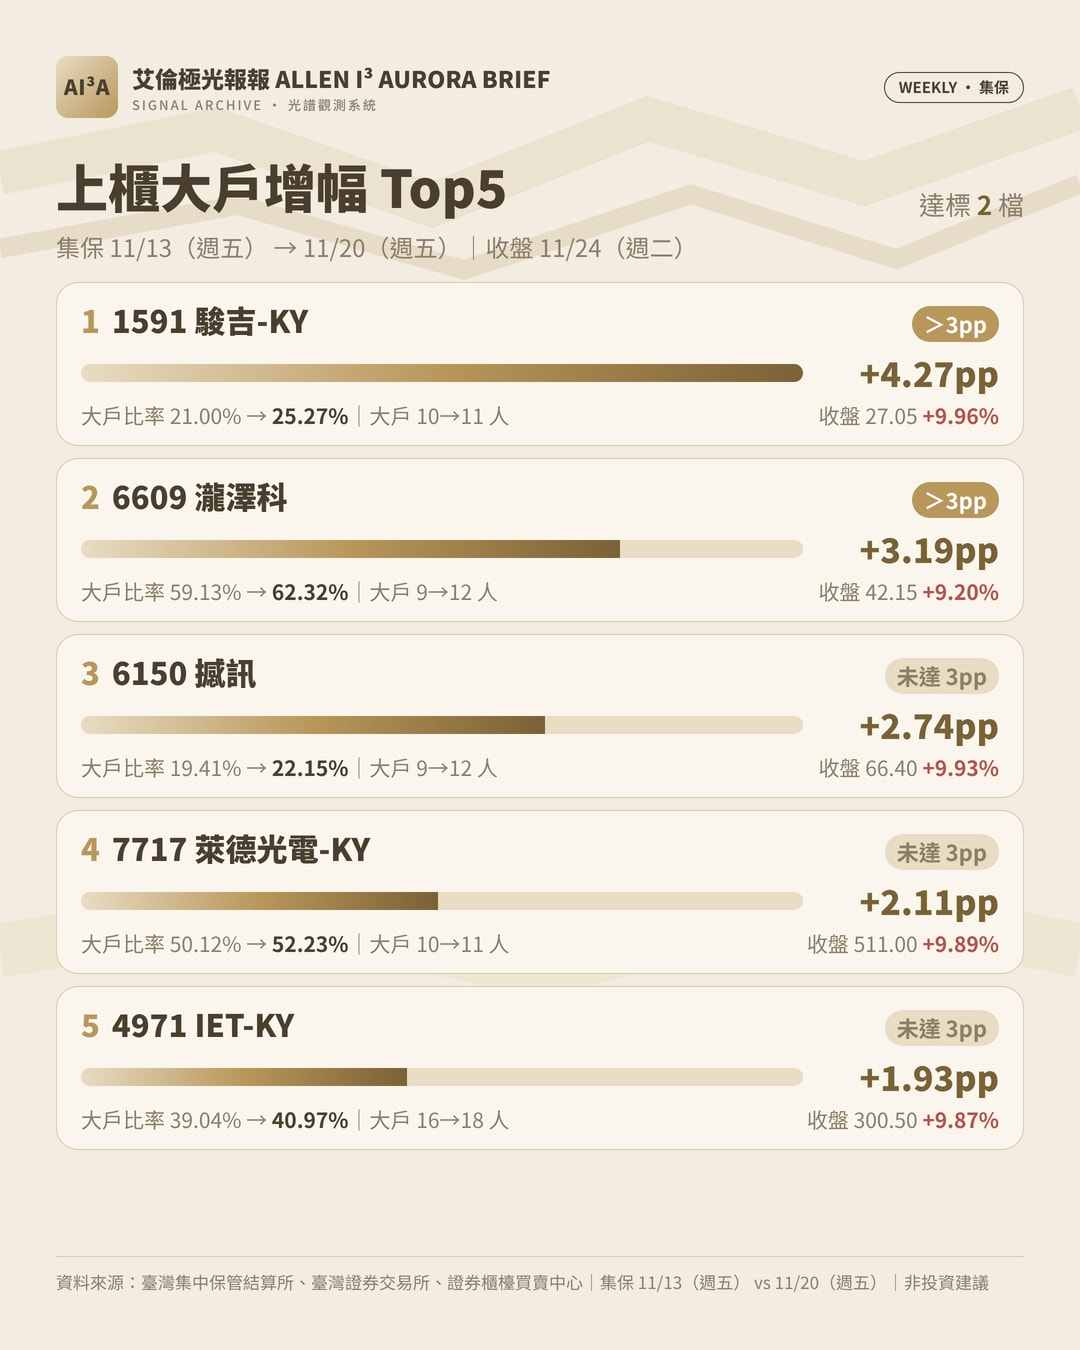 AI³A
艾倫極光報報 ALLEN I³ AURORA BRIEF
SIGNAL ARCHIVE · 光譜觀測系統
WEEKLY · 集保
上櫃大戶增幅 Top5
達標 2 檔
集保 11/13（週五） → 11/20（週五）｜收盤 11/24（週二）
1 1591 駿吉-KY
＞3pp
+4.27pp
大戶比率 21.00% → 25.27%｜大戶 10→11 人
收盤 27.05 +9.96%
2 6609 瀧澤科
＞3pp
+3.19pp
大戶比率 59.13% → 62.32%｜大戶 9→12 人
收盤 42.15 +9.20%
3 6150 撼訊
未達 3pp
+2.74pp
大戶比率 19.41% → 22.15%｜大戶 9→12 人
收盤 66.40 +9.93%
4 7717 萊德光電-KY
未達 3pp
+2.11pp
大戶比率 50.12% → 52.23%｜大戶 10→11 人
收盤 511.00 +9.89%
5 4971 IET-KY
未達 3pp
+1.93pp
大戶比率 39.04% → 40.97%｜大戶 16→18 人
收盤 300.50 +9.87%
資料來源：臺灣集中保管結算所、臺灣證券交易所、證券櫃檯買賣中心｜集保 11/13（週五） vs 11/20（週五）｜非投資建議